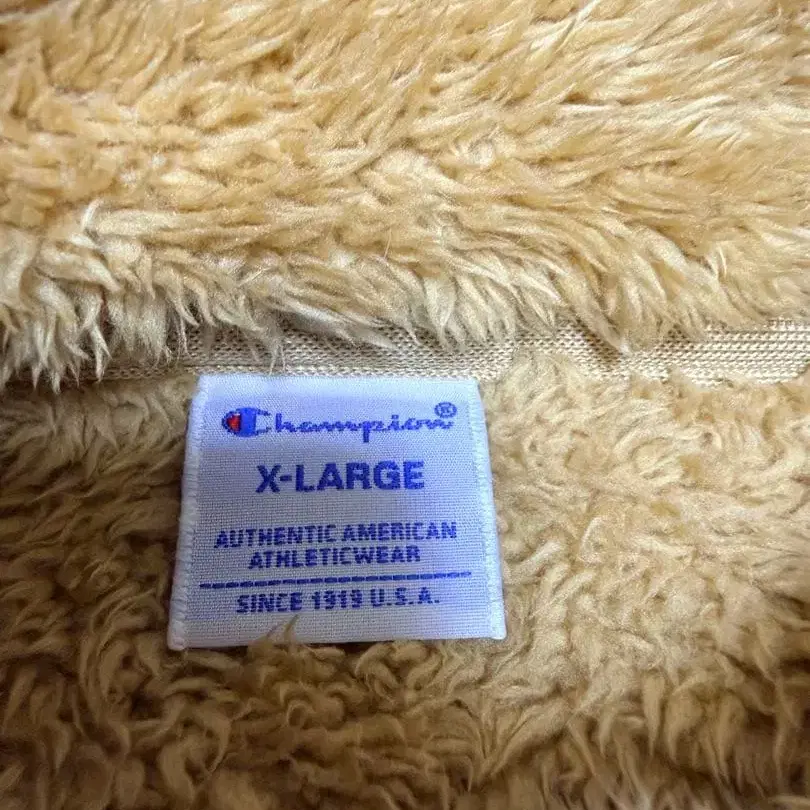 Champion®
X-LARGE
AUTHENTIC AMERICAN
ATHLETICWEAR
SINCE 1919 U.S.A.